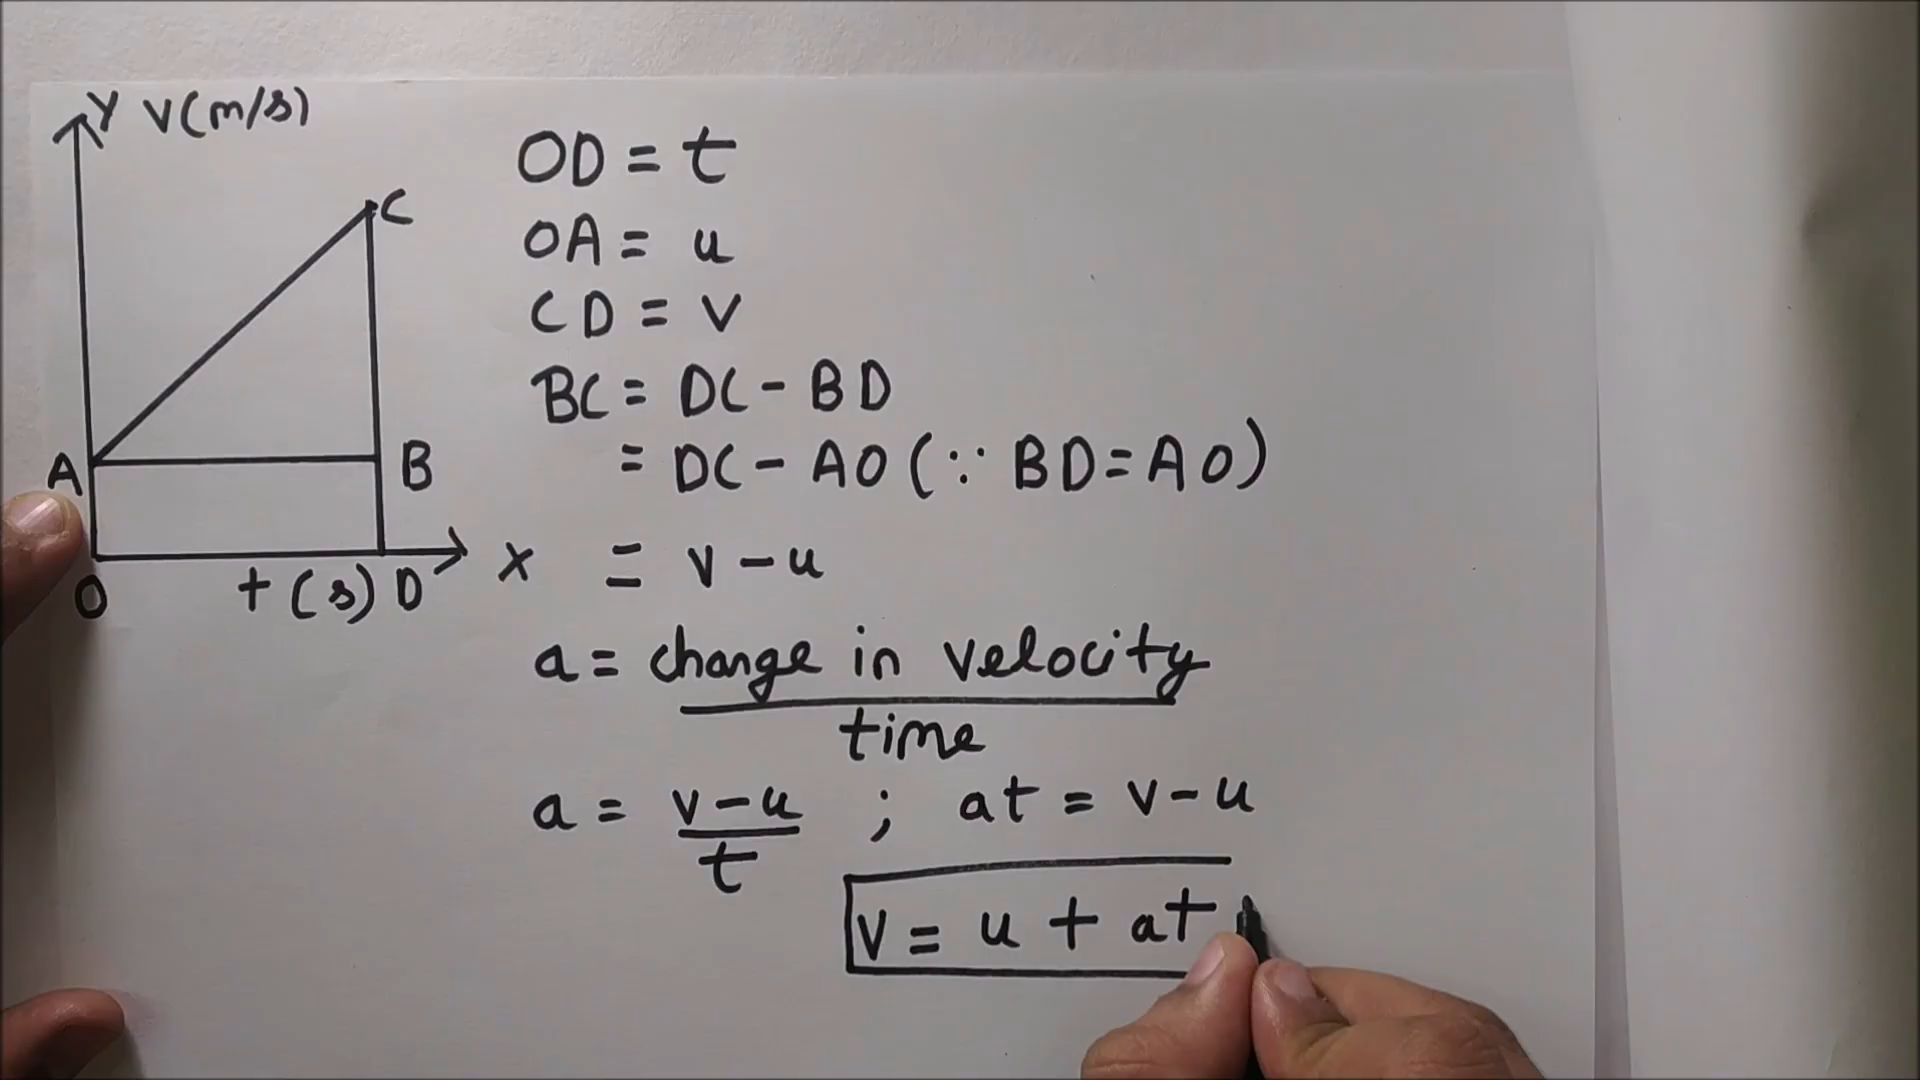 Y V(m/s)
C
A
B
O
t(s) D
X
OD = t
OA = u
CD = v
BC = DC - BD
= DC - AO (∵ BD = AO)
= v - u
a = change in velocity
time
a = v - u ; at = v - u
t
v = u + at